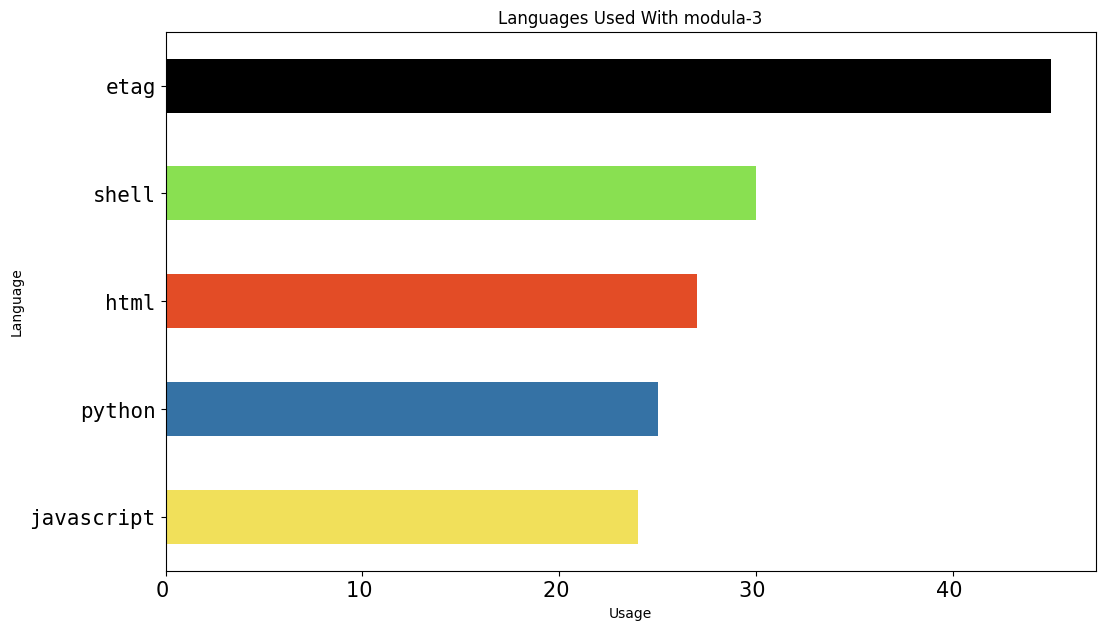 Languages Used With modula-3
etag
shell
html
python
javascript
Language
0 10 20 30 40
Usage